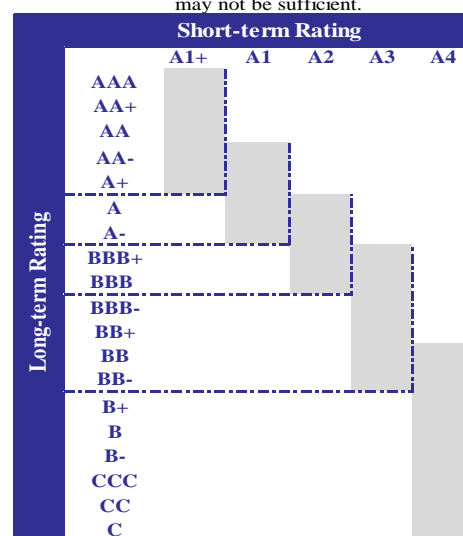 may not be sufficient.
Short-term Rating
A1+ A1 A2 A3 A4
Long-term Rating
AAA
AA+
AA
AA-
A+
A
A-
BBB+
BBB
BBB-
BB+
BB
BB-
B+
B
B-
CCC
CC
C